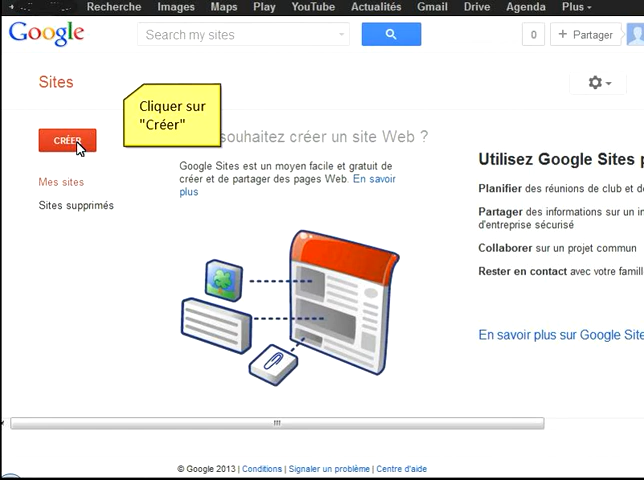 + Recherche Images Maps Play YouTube Actualités Gmail Drive Agenda Plus
Google
Search my sites
0
+ Partager
Sites
Cliquer sur
"Créer"
CRÉER
souhaitez créer un site Web ?
Mes sites
Sites supprimés
Google Sites est un moyen facile et gratuit de
créer et de partager des pages Web. En savoir
plus
Utilisez Google Sites p
Planifier des réunions de club et d
Partager des informations sur un in
d'entreprise sécurisé
Collaborer sur un projet commun
Rester en contact avec votre famill
En savoir plus sur Google Site
© Google 2013 | Conditions | Signaler un problème | Centre d'aide